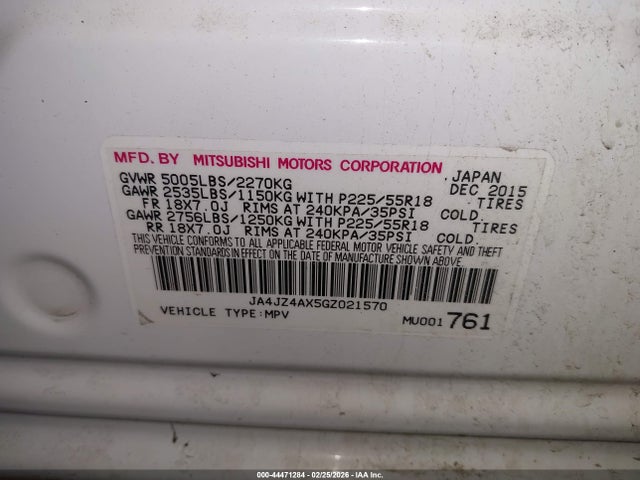 MFD. BY MITSUBISHI MOTORS CORPORATION , JAPAN
GVWR 5005LBS/2270KG DEC 2015
GAWR 2535LBS/1150KG WITH P225/55R18 TIRES
FR 18X7.0J RIMS AT 240KPA/35PSI COLD.
GAWR 2756LBS/1250KG WITH P225/55R18 TIRES
RR 18X7.0J RIMS AT 240KPA/35PSI COLD.
THIS VEHICLE CONFORMS TO ALL APPLICABLE FEDERAL MOTOR VEHICLE SAFETY AND THEFT
PREVENTION STANDARDS IN EFFECT ON THE DATE OF MANUFACTURE SHOWN ABOVE.
JA4JZ4AX5GZ021570
VEHICLE TYPE:MPV MU001 761
000-44471284 | 02/25/2026 - IAA Inc.